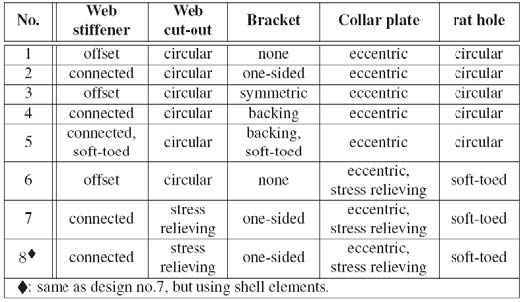 No. Web stiffener Web cut-out Bracket Collar plate rat hole
1 offset circular none eccentric circular
2 connected circular one-sided eccentric circular
3 offset circular symmetric eccentric circular
4 connected circular backing eccentric circular
5 connected, soft-toed circular backing, soft-toed eccentric circular
6 offset circular none eccentric, stress relieving soft-toed
7 connected stress relieving one-sided eccentric, stress relieving soft-toed
8♦ connected stress relieving one-sided eccentric, stress relieving soft-toed
♦: same as design no.7, but using shell elements.